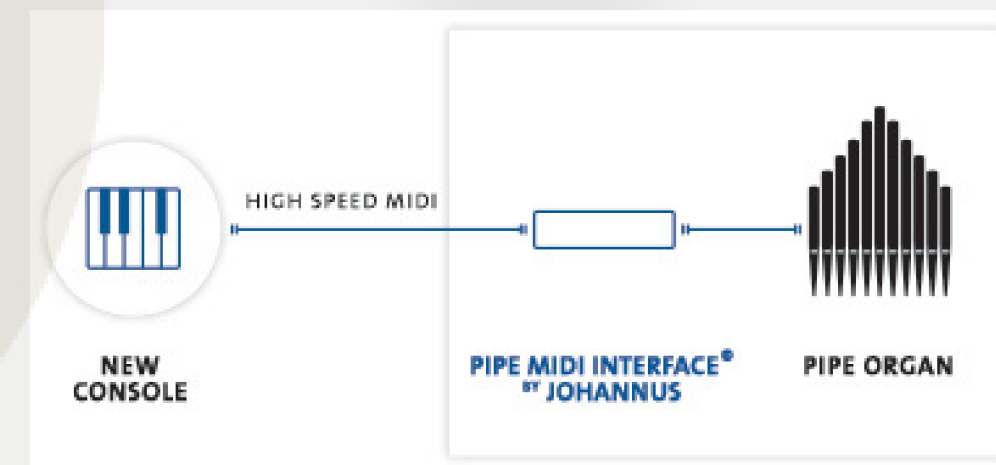 HIGH SPEED MIDI
NEW
CONSOLE
PIPE MIDI INTERFACE®
BY JOHANNUS
PIPE ORGAN